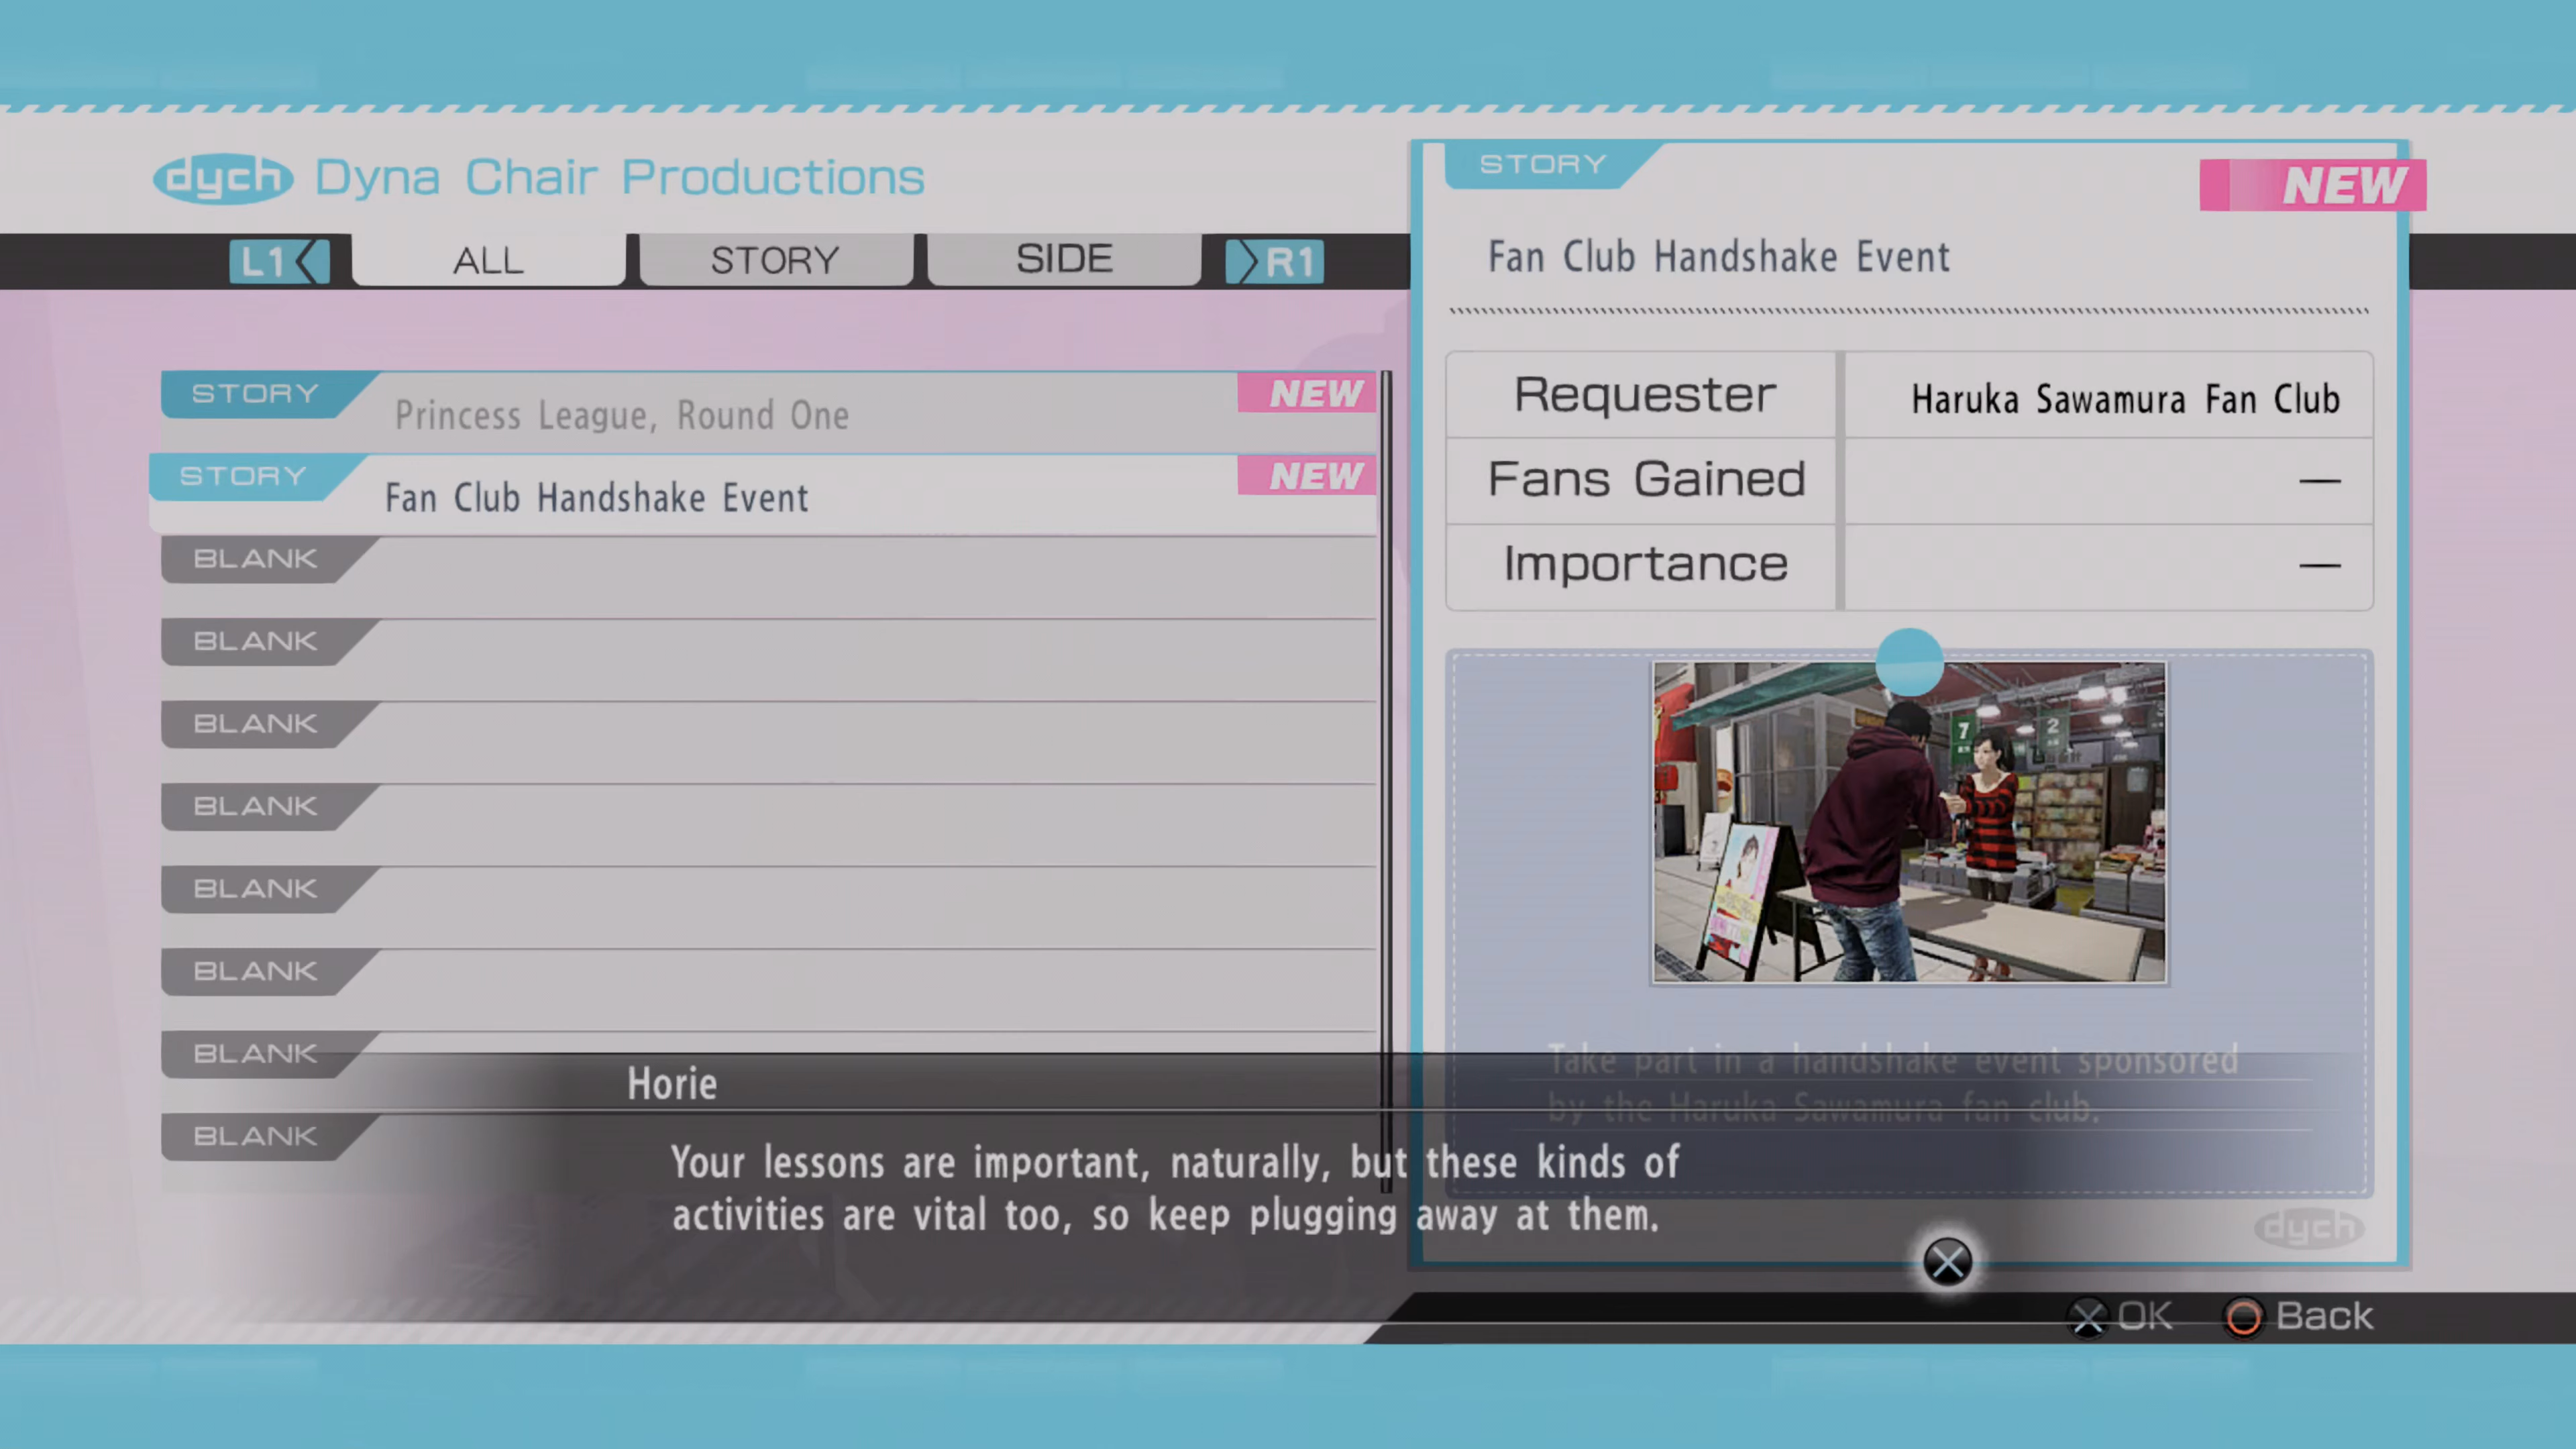 dych Dyna Chair Productions
L1 ALL STORY SIDE R1
STORY Princess League, Round One NEW
STORY Fan Club Handshake Event NEW
BLANK
BLANK
BLANK
BLANK
BLANK
BLANK
BLANK
BLANK
STORY NEW
Fan Club Handshake Event
Requester Haruka Sawamura Fan Club
Fans Gained —
Importance —
7 2
Take part in a handshake event sponsored
by the Haruka Sawamura fan club.
dych
Horie
Your lessons are important, naturally, but these kinds of
activities are vital too, so keep plugging away at them.
OK Back